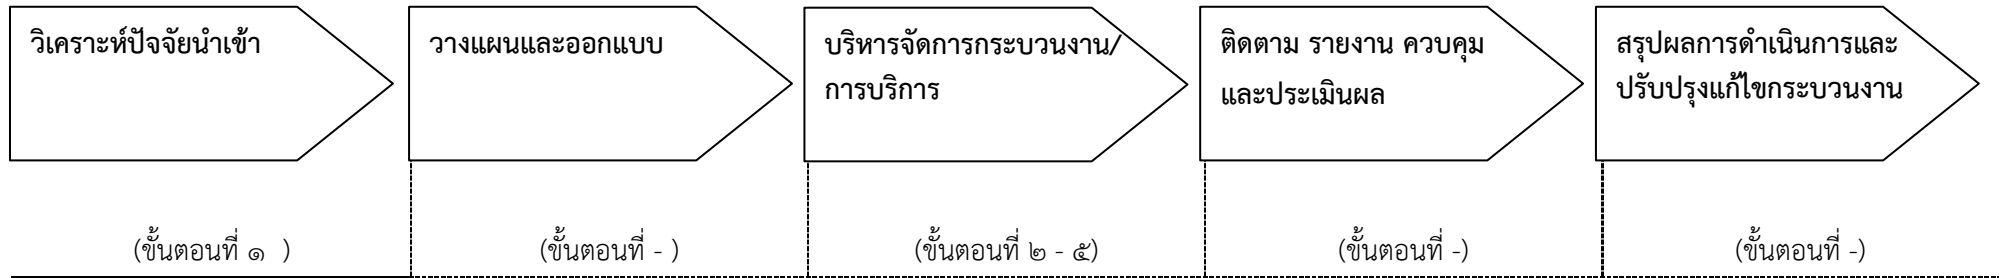 วิเคราะห์ปัจจัยนำเข้า
วางแผนและออกแบบ
บริหารจัดการกระบวนงาน/
การบริการ
ติดตาม รายงาน ควบคุม
และประเมินผล
สรุปผลการดำเนินการและ
ปรับปรุงแก้ไขกระบวนงาน
(ขั้นตอนที่ ๑ )
(ขั้นตอนที่ - )
(ขั้นตอนที่ ๒ - ๕)
(ขั้นตอนที่ -)
(ขั้นตอนที่ -)